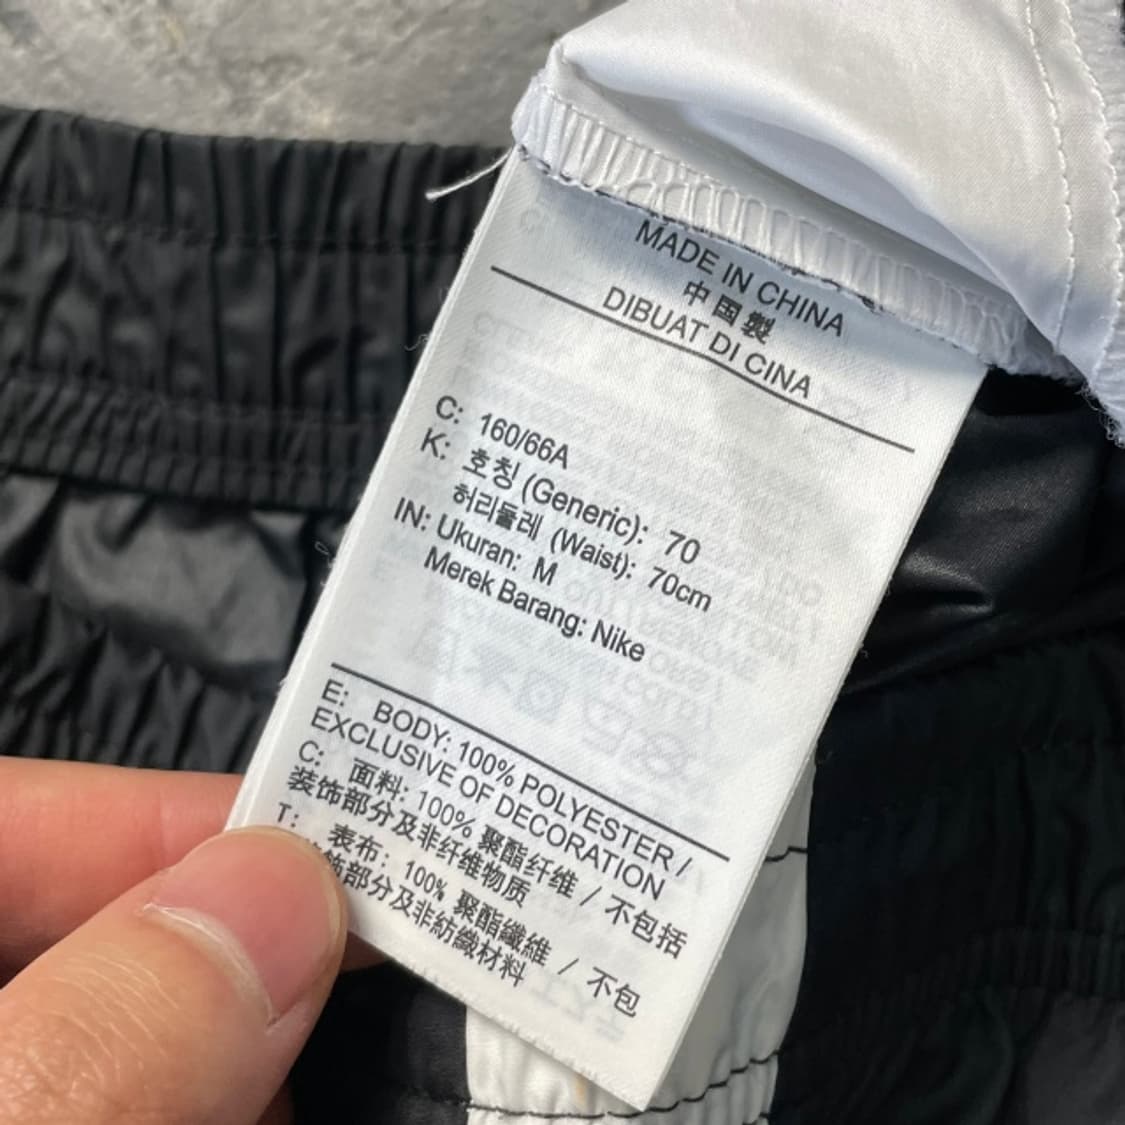 MADE IN CHINA
中国製
DIBUAT DI CINA
C: 160/66A
K: 호칭 (Generic): 70
허리둘레 (Waist): 70cm
IN: Ukuran: M
Merek Barang: Nike
E: BODY: 100% POLYESTER /
EXCLUSIVE OF DECORATION
C: 面料: 100% 聚酯纤维 / 不包括
装饰部分及非纤维物质
T: 表布: 100% 聚酯纖維 / 不包
飾部分及非紡織材料